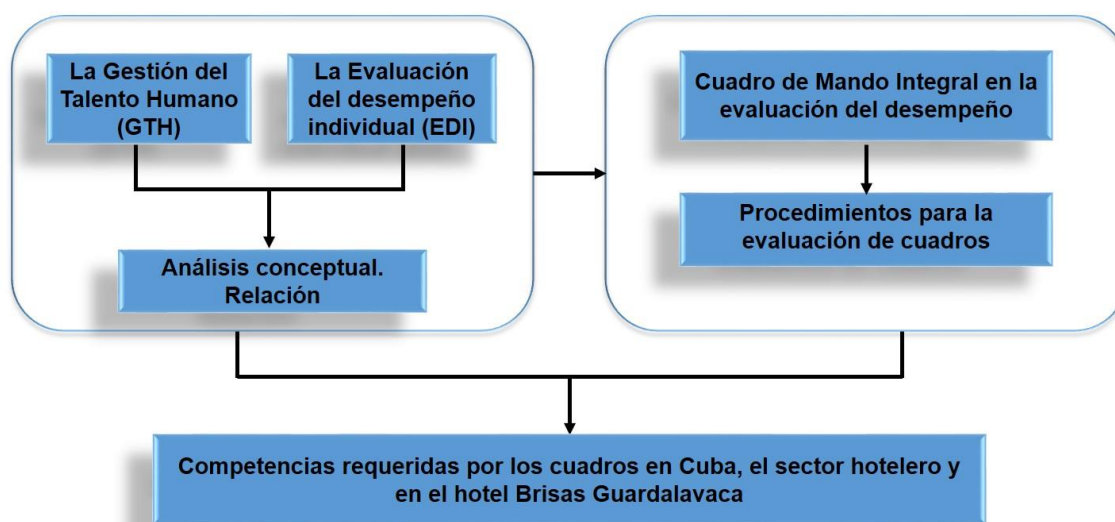 La Gestión del
Talento Humano
(GTH)
La Evaluación
del desempeño
individual (EDI)
Análisis conceptual.
Relación
Cuadro de Mando Integral en la
evaluación del desempeño
Procedimientos para la
evaluación de cuadros
Competencias requeridas por los cuadros en Cuba, el sector hotelero y
en el hotel Brisas Guardalavaca